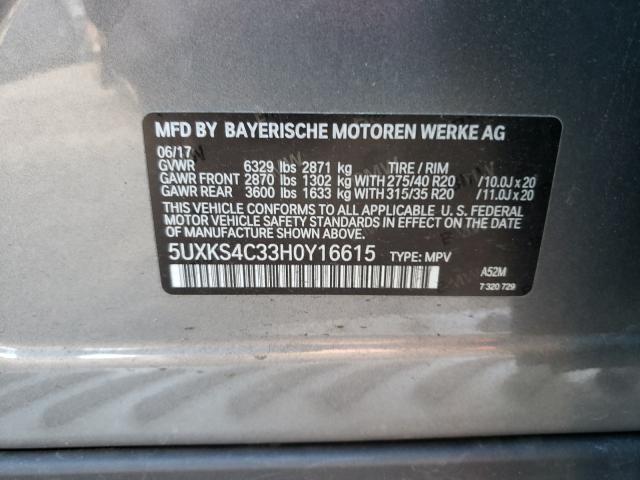 MFD BY BAYERISCHE MOTOREN WERKE AG
06/17
GVWR 6329 lbs 2871 kg TIRE / RIM
GAWR FRONT 2870 lbs 1302 kg WITH 275/40 R20 /10.0J x 20
GAWR REAR 3600 lbs 1633 kg WITH 315/35 R20 /11.0J x 20
THIS VEHICLE CONFORMS TO ALL APPLICABLE U. S. FEDERAL
MOTOR VEHICLE SAFETY STANDARDS IN EFFECT ON THE DATE
OF MANUFACTURE SHOWN ABOVE.
5UXKS4C33H0Y16615 TYPE: MPV
A52M
7 320 729